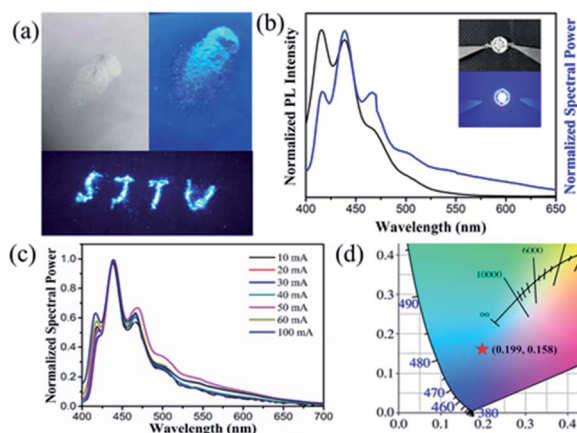 (a)
SJTU
(b)
Normalized PL Intensity
Normalized Spectral Power
400 450 500 550 600 650
Wavelength (nm)
(c)
Normalized Spectral Power
1.0
0.8
0.6
0.4
0.2
0.0
10 mA
20 mA
30 mA
40 mA
50 mA
60 mA
100 mA
400 450 500 550 600 650 700
Wavelength (nm)
(d)
0.4
0.3
0.2
0.1
0.0
6000
10000
∞
490
480
470
460
380
(0.199, 0.158)
0.0 0.1 0.2 0.3 0.4